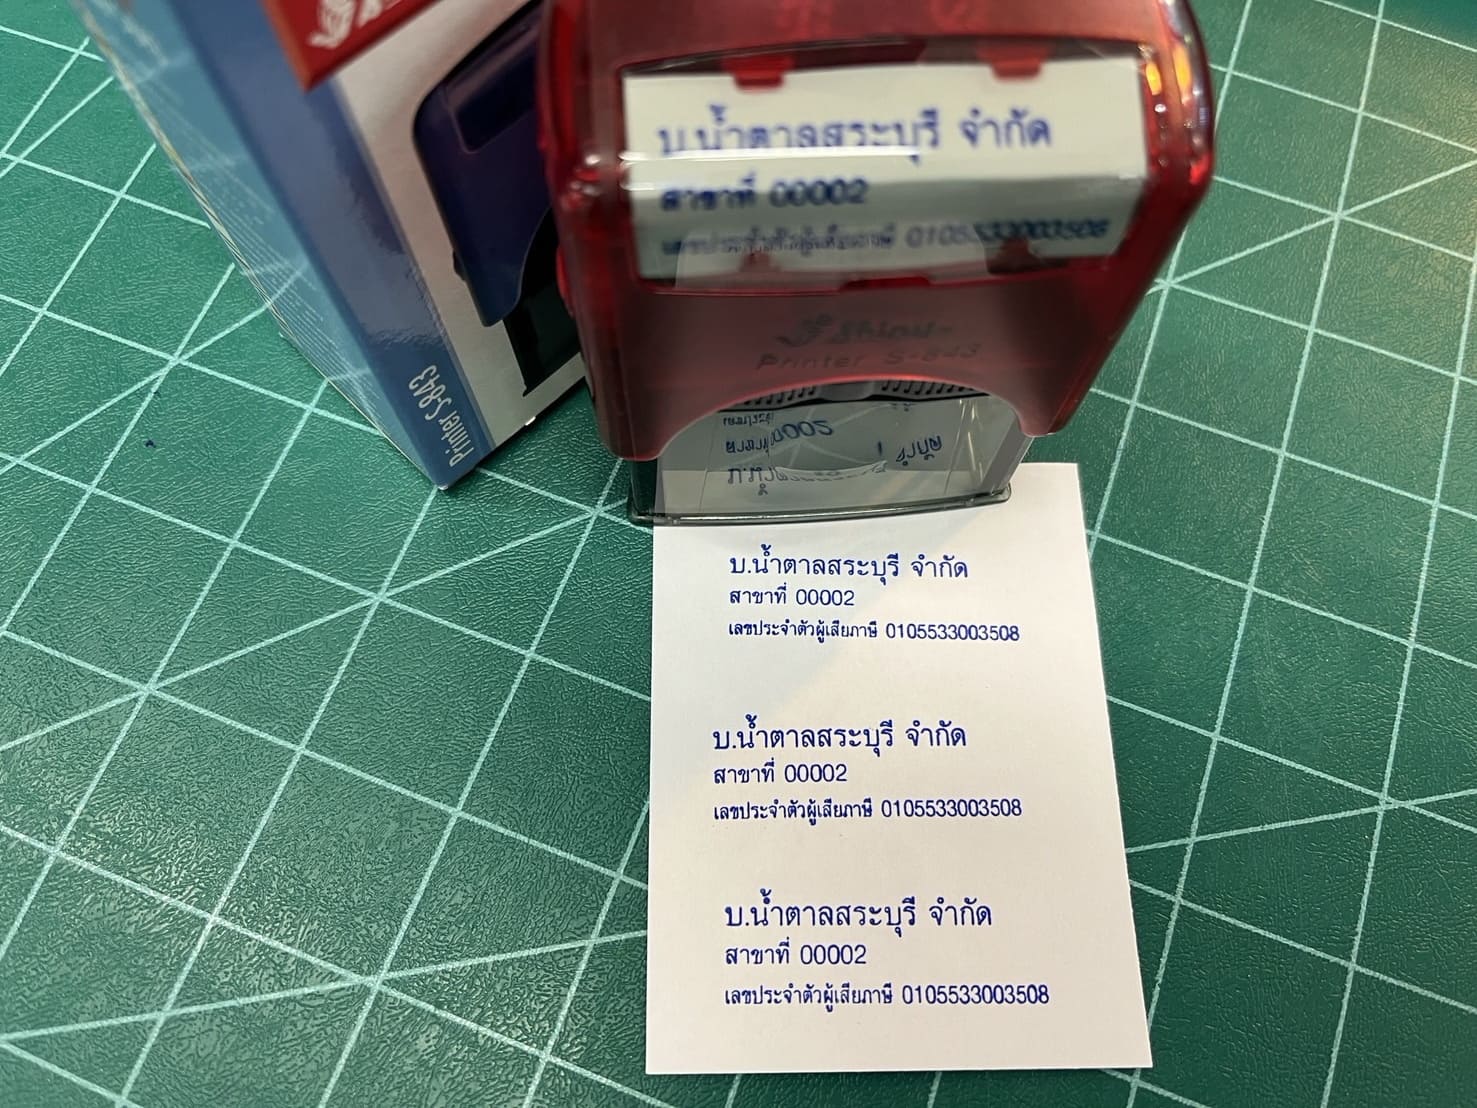 บ.น้ำตาลสระบุรี จำกัด
สาขาที่ 00002
เลขประจำตัวผู้เสียภาษี 0105533003508
Shiny
Printer S-843
Printer S-843
บ.น้ำตาลสระบุรี จำกัด
สาขาที่ 00002
เลขประจำตัวผู้เสียภาษี 0105533003508
บ.น้ำตาลสระบุรี จำกัด
สาขาที่ 00002
เลขประจำตัวผู้เสียภาษี 0105533003508
บ.น้ำตาลสระบุรี จำกัด
สาขาที่ 00002
เลขประจำตัวผู้เสียภาษี 0105533003508